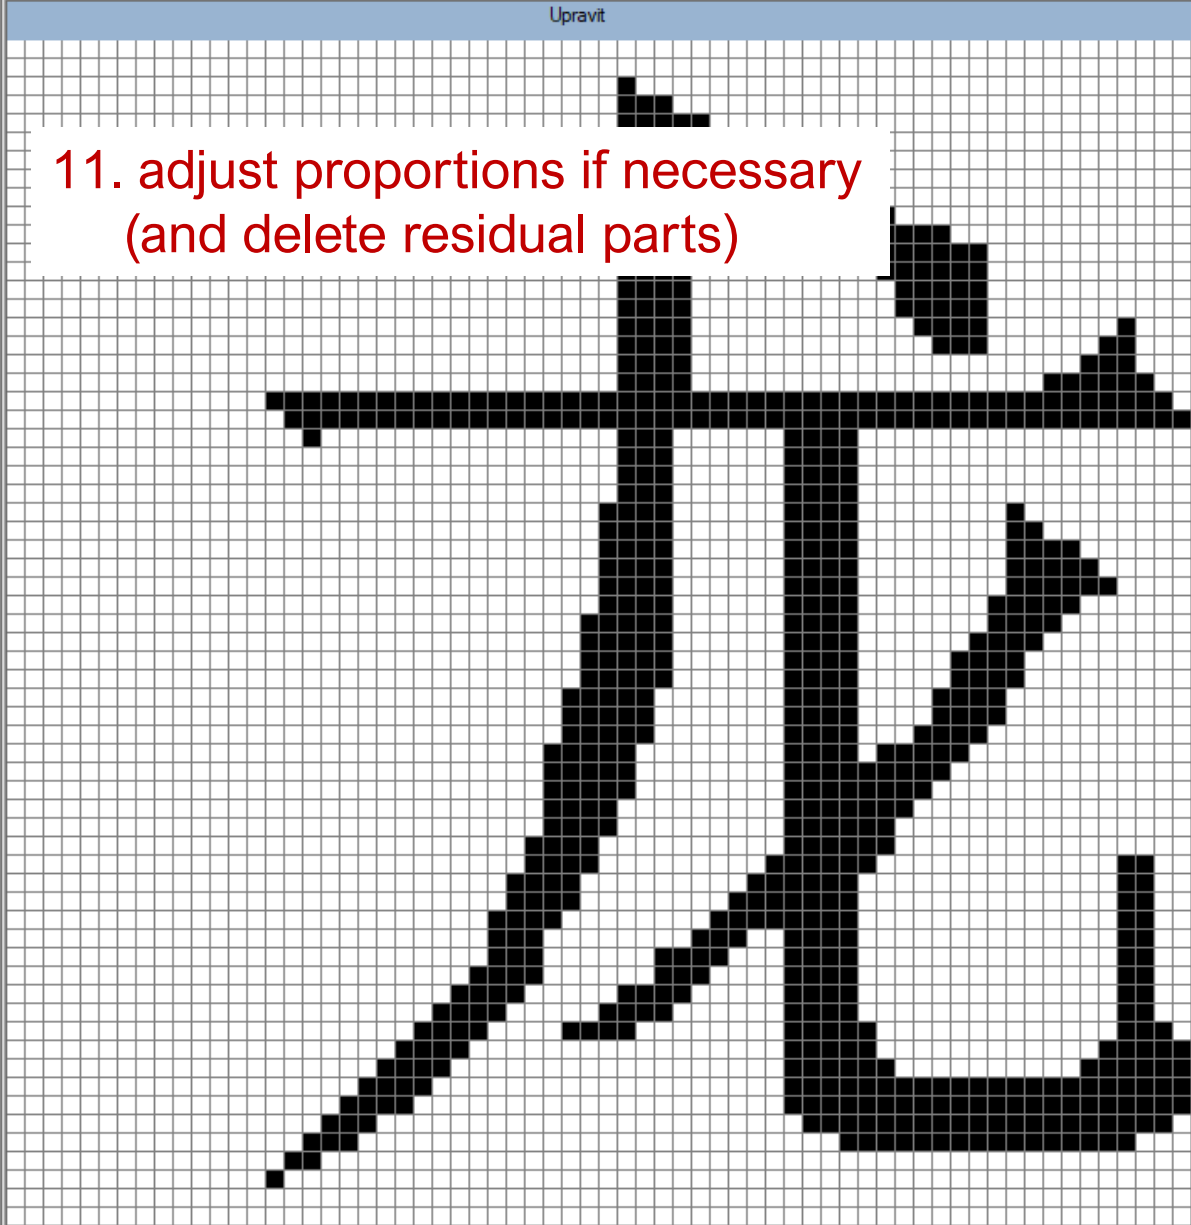 Upravit
11. adjust proportions if necessary
(and delete residual parts)
龙